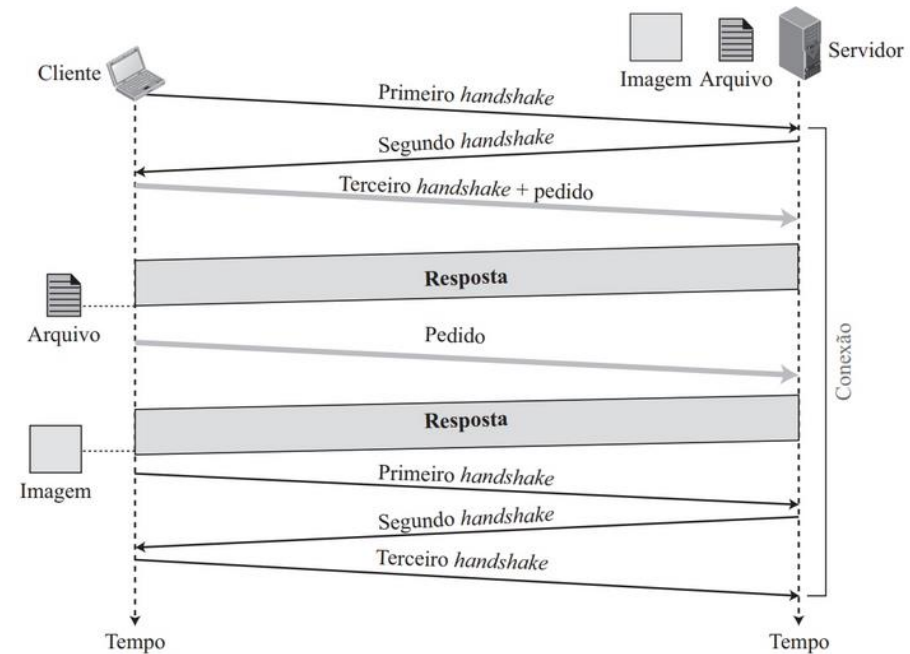 Cliente
Servidor
Imagem Arquivo
Primeiro handshake
Segundo handshake
Terceiro handshake + pedido
Resposta
Arquivo
Pedido
Conexão
Resposta
Imagem
Primeiro handshake
Segundo handshake
Terceiro handshake
Tempo
Tempo